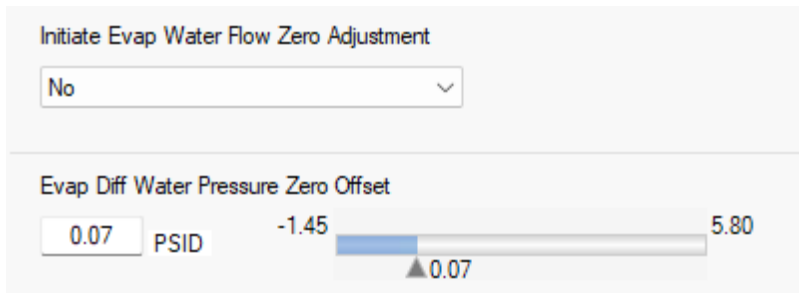 Initiate Evap Water Flow Zero Adjustment
No
Evap Diff Water Pressure Zero Offset
0.07 PSID -1.45 5.80
0.07